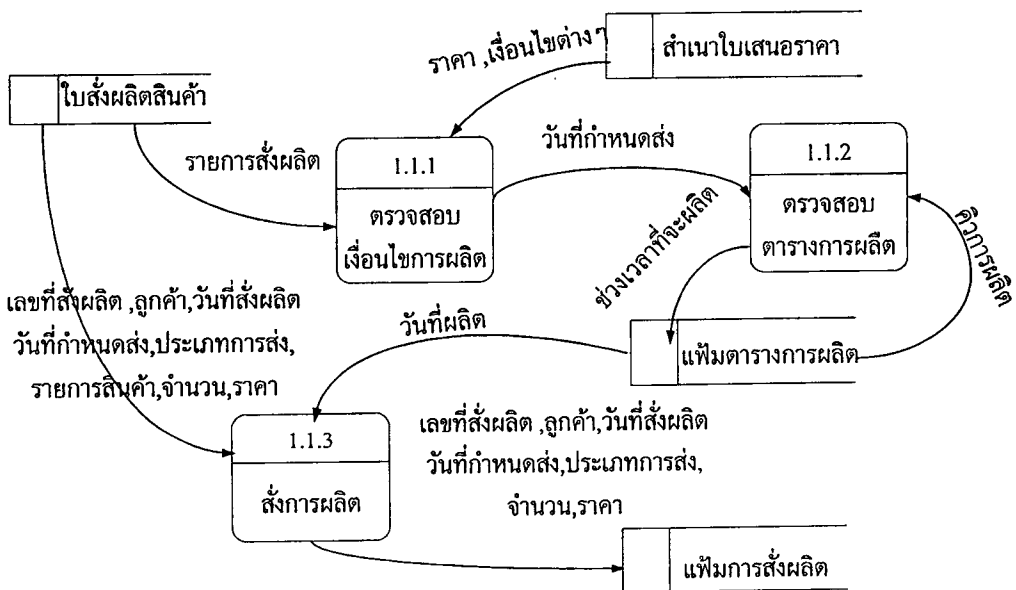 ราคา ,เงื่อนไขต่างๆ
สำเนาใบเสนอราคา
ใบสั่งผลิตสินค้า
รายการสั่งผลิต
1.1.1
ตรวจสอบ
เงื่อนไขการผลิต
วันที่กำหนดส่ง
1.1.2
ตรวจสอบ
ตารางการผลิต
คิวการผลิต
ช่วงเวลาที่จะผลิต
เลขที่สั่งผลิต ,ลูกค้า,วันที่สั่งผลิต
วันที่กำหนดส่ง,ประเภทการส่ง,
รายการสินค้า,จำนวน,ราคา
วันที่ผลิต
แฟ้มตารางการผลิต
1.1.3
สั่งการผลิต
เลขที่สั่งผลิต ,ลูกค้า,วันที่สั่งผลิต
วันที่กำหนดส่ง,ประเภทการส่ง,
จำนวน,ราคา
แฟ้มการสั่งผลิต